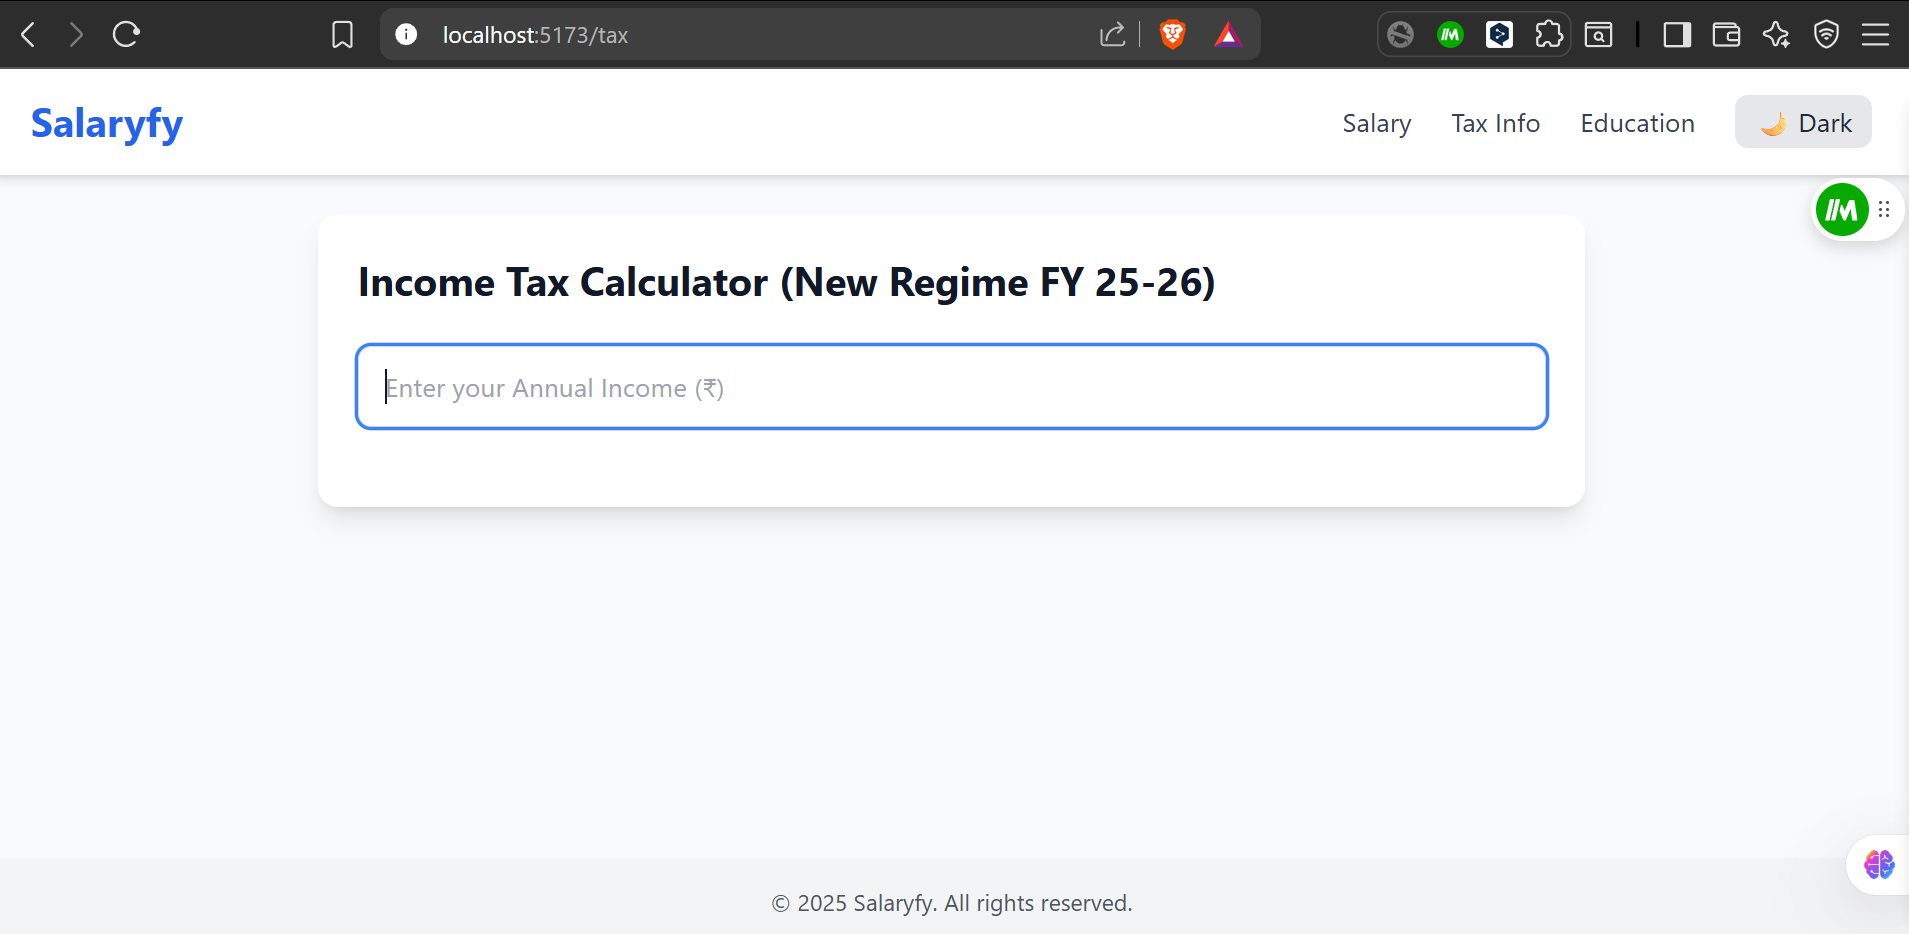 localhost:5173/tax
Salaryfy
Salary
Tax Info
Education
Dark
Income Tax Calculator (New Regime FY 25-26)
Enter your Annual Income (₹)
© 2025 Salaryfy. All rights reserved.